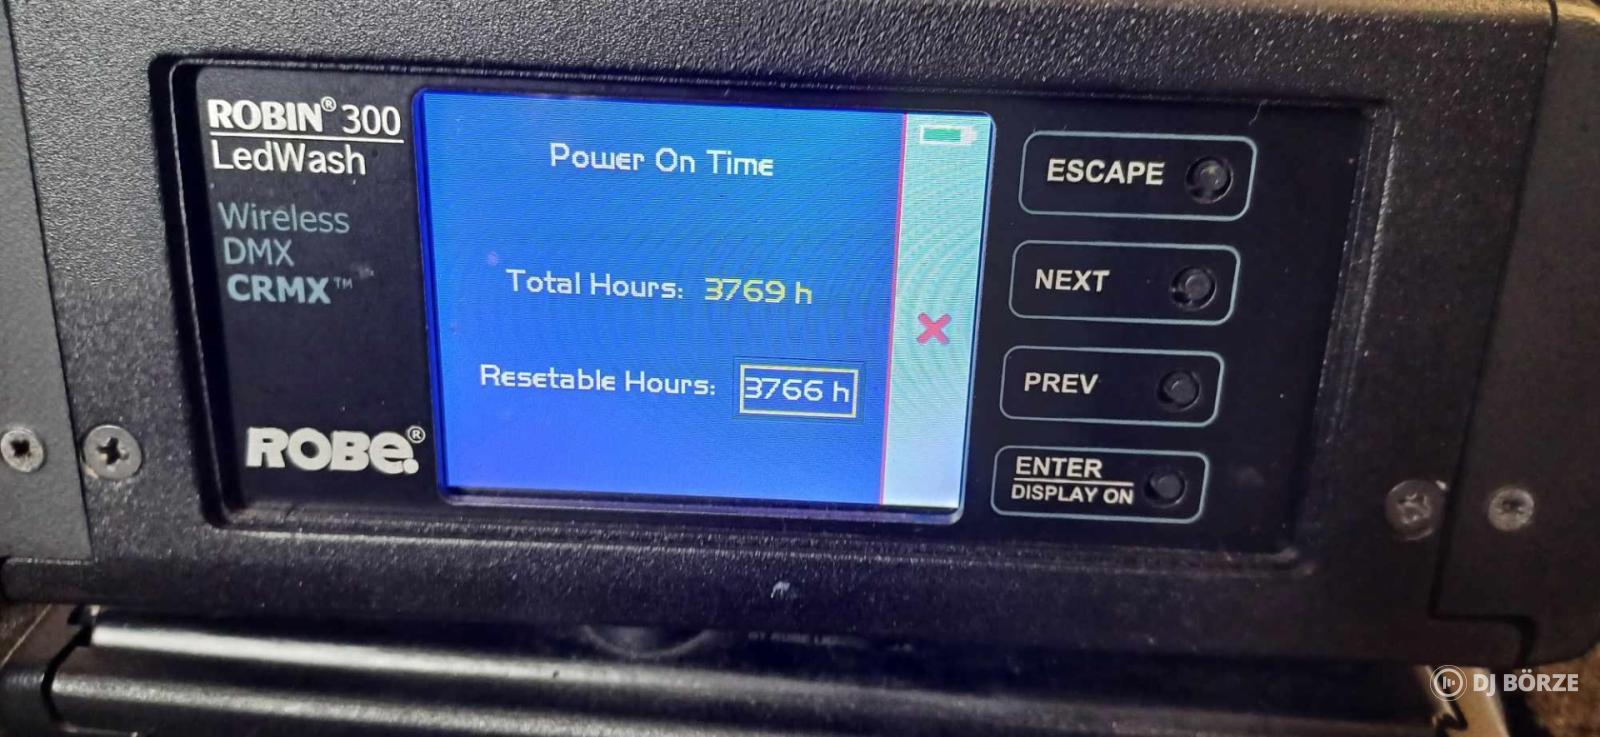 ROBIN® 300
LedWash
Wireless
DMX
CRMX™
ROBE®
Power On Time
Total Hours: 3769 h
Resetable Hours: 3766 h
ESCAPE
NEXT
PREV
ENTER
DISPLAY ON
DJ BÖRZE